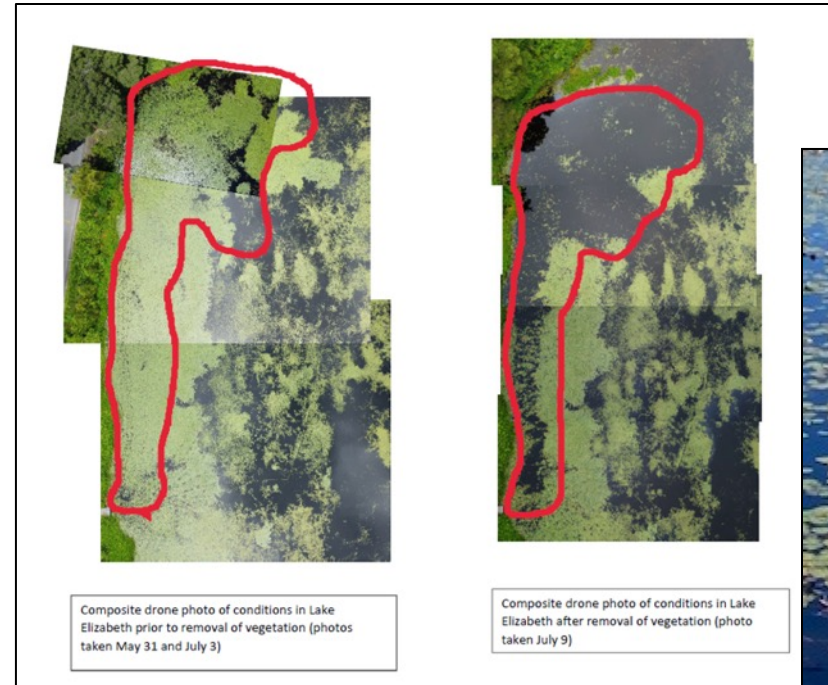 Composite drone photo of conditions in Lake
Elizabeth prior to removal of vegetation (photos
taken May 31 and July 3)
Composite drone photo of conditions in Lake
Elizabeth after removal of vegetation (photo
taken July 9)